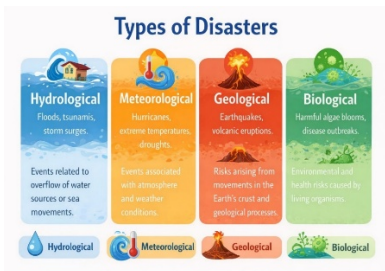 Types of Disasters
Hydrological
Floods, tsunamis,
storm surges.
Events related to
overflow of water
sources or sea
movements.
Meteorological
Hurricanes,
extreme temperatures,
droughts.
Events associated
with atmosphere
and weather
conditions.
Geological
Earthquakes,
volcanic eruptions.
Risks arising from
movements in the
Earth's crust and
geological processes.
Biological
Harmful algae blooms,
disease outbreaks.
Environmental and
health risks caused by
living organisms.
Hydrological
Meteorological
Geological
Biological